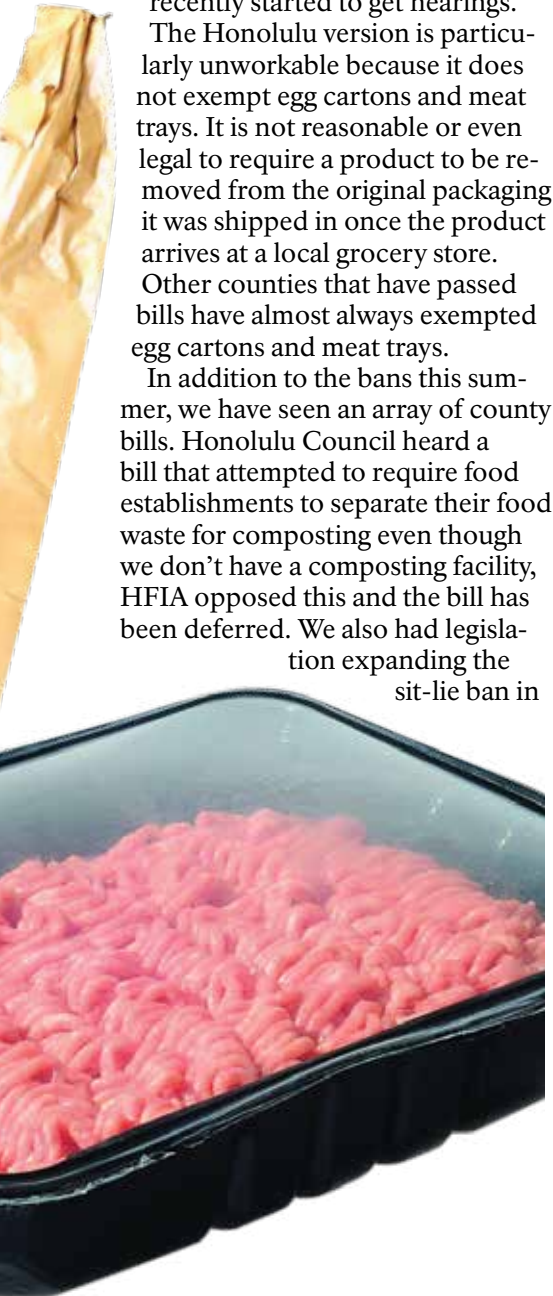 recently started to get hearings.
The Honolulu version is particu-
larly unworkable because it does
not exempt egg cartons and meat
trays. It is not reasonable or even
legal to require a product to be re-
moved from the original packaging
it was shipped in once the product
arrives at a local grocery store.
Other counties that have passed
bills have almost always exempted
egg cartons and meat trays.
In addition to the bans this sum-
mer, we have seen an array of county
bills. Honolulu Council heard a
bill that attempted to require food
establishments to separate their food
waste for composting even though
we don’t have a composting facility,
HFIA opposed this and the bill has
been deferred. We also had legisla-
tion expanding the
sit-lie ban in